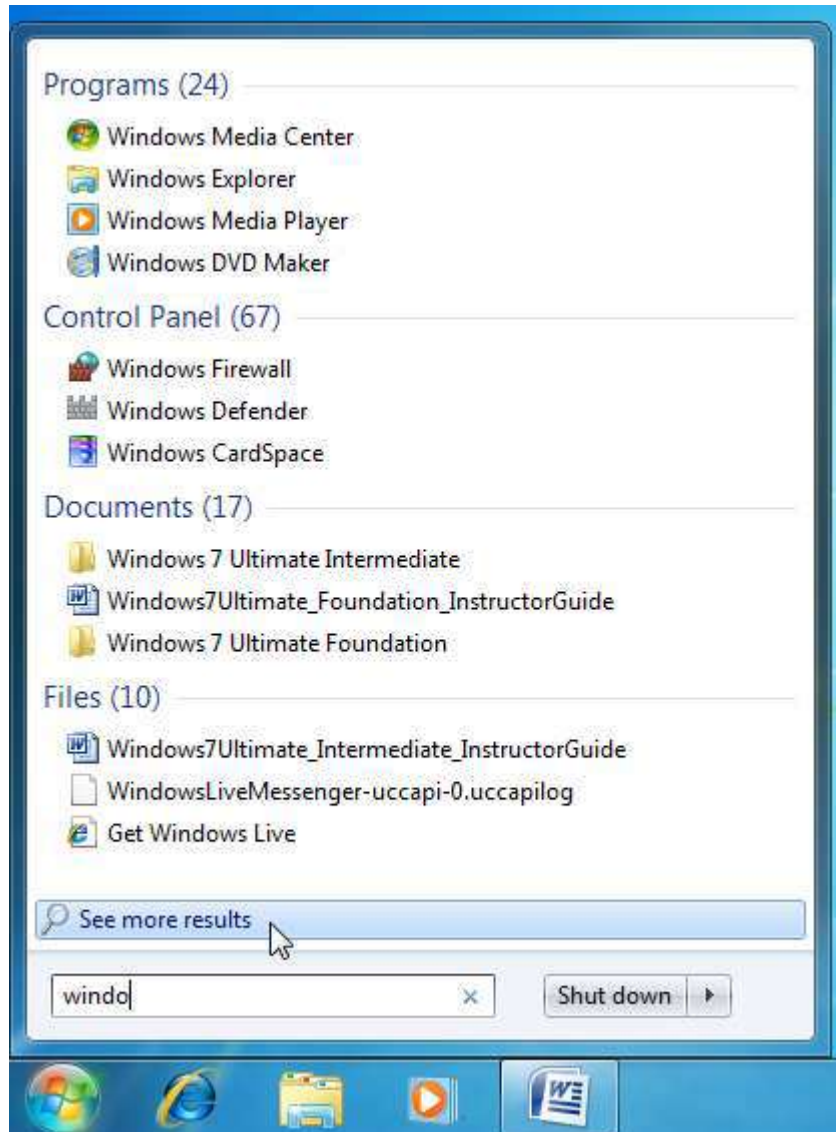 Programs (24)
Windows Media Center
Windows Explorer
Windows Media Player
Windows DVD Maker
Control Panel (67)
Windows Firewall
Windows Defender
Windows CardSpace
Documents (17)
Windows 7 Ultimate Intermediate
Windows7Ultimate_Foundation_InstructorGuide
Windows 7 Ultimate Foundation
Files (10)
Windows7Ultimate_Intermediate_InstructorGuide
WindowsLiveMessenger-uccapi-0.uccapilog
Get Windows Live
See more results
windo Shut down